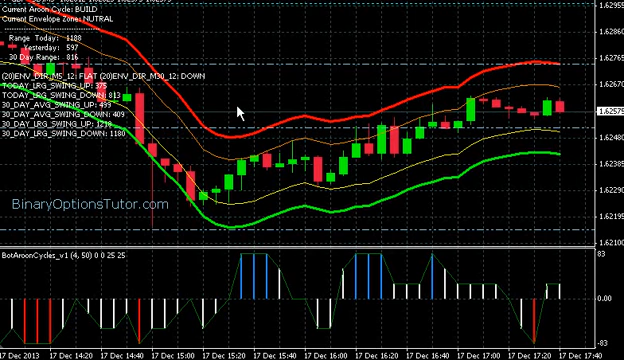 Current Aroon Cycle: BUILD
Current Envelope Zone: NUTRAL
Range Today: 1188
Yesterday: 597
30 Day Range: 816
(20)ENV_DIR_M5_12: FLAT (20)ENV_DIR_M30_12: DOWN
TODAY_LRG_SWING_UP: 375
TODAY_LRG_SWING_DOWN: 813
30_DAY_AVG_SWING_UP: 499
30_DAY_AVG_SWING_DOWN: 409
30_DAY_LRG_SWING_UP: 1210
30_DAY_LRG_SWING_DOWN: 1180
BinaryOptionsTutor.com
1.62955
1.62860
1.62765
1.62670
1.62575
1.62480
1.62385
1.62290
1.62195
1.62100
BotAroonCycles_v1 (4, 50) 0 0 25 25
83
0.00
-83
17 Dec 2013
17 Dec 14:20
17 Dec 14:40
17 Dec 15:00
17 Dec 15:20
17 Dec 15:40
17 Dec 16:00
17 Dec 16:20
17 Dec 16:40
17 Dec 17:00
17 Dec 17:20
17 Dec 17:40